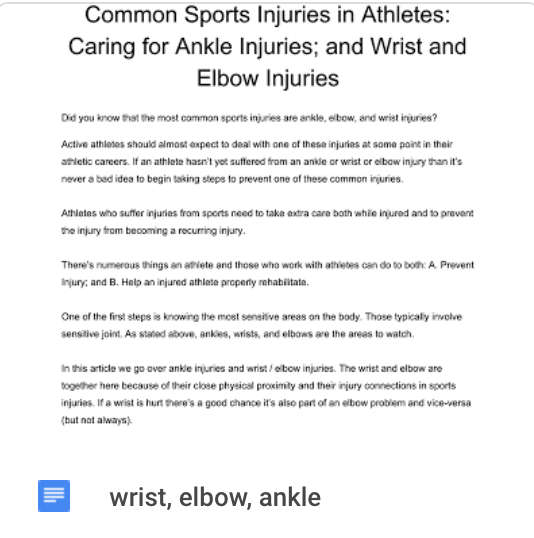 Common Sports Injuries in Athletes:
Caring for Ankle Injuries; and Wrist and
Elbow Injuries
Did you know that the most common sports injuries are ankle, elbow, and wrist injuries?
Active athletes should almost expect to deal with one of these injuries at some point in their
athletic careers. If an athlete hasn't yet suffered from an ankle or wrist or elbow injury than it's
never a bad idea to begin taking steps to prevent one of these common injuries.
Athletes who suffer injuries from sports need to take extra care both while injured and to prevent
the injury from becoming a recurring injury.
There's numerous things an athlete and those who work with athletes can do to both: A. Prevent
Injury; and B. Help an injured athlete properly rehabilitate.
One of the first steps is knowing the most sensitive areas on the body. Those typically involve
sensitive joint. As stated above, ankles, wrists, and elbows are the areas to watch.
In this article we go over ankle injuries and wrist / elbow injuries. The wrist and elbow are
together here because of their close physical proximity and their injury connections in sports
injuries. If a wrist is hurt there's a good chance it's also part of an elbow problem and vice-versa
(but not always).
wrist, elbow, ankle